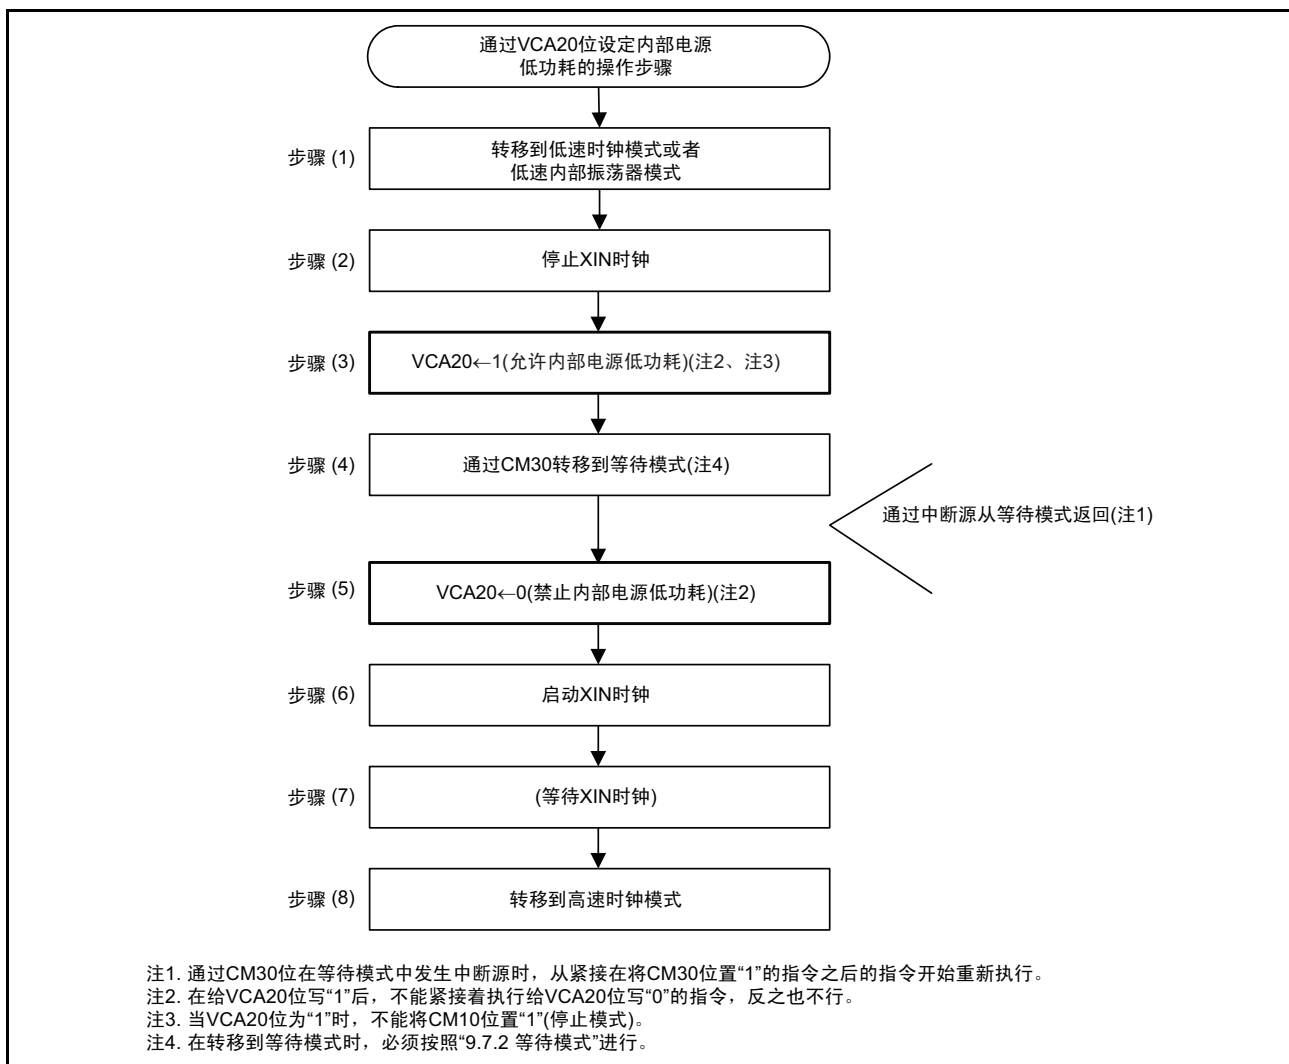 通过VCA20位设定内部电源
低功耗的操作步骤
步骤 (1)
转移到低速时钟模式或者
低速内部振荡器模式
步骤 (2)
停止XIN时钟
步骤 (3)
VCA20←1(允许内部电源低功耗)(注2、注3)
步骤 (4)
通过CM30转移到等待模式(注4)
通过中断源从等待模式返回(注1)
步骤 (5)
VCA20←0(禁止内部电源低功耗)(注2)
步骤 (6)
启动XIN时钟
步骤 (7)
(等待XIN时钟)
步骤 (8)
转移到高速时钟模式
注1. 通过CM30位在等待模式中发生中断源时，从紧接在将CM30位置“1”的指令之后的指令开始重新执行。
注2. 在给VCA20位写“1”后，不能紧接着执行给VCA20位写“0”的指令，反之也不行。
注3. 当VCA20位为“1”时，不能将CM10位置“1”(停止模式)。
注4. 在转移到等待模式时，必须按照“9.7.2 等待模式”进行。